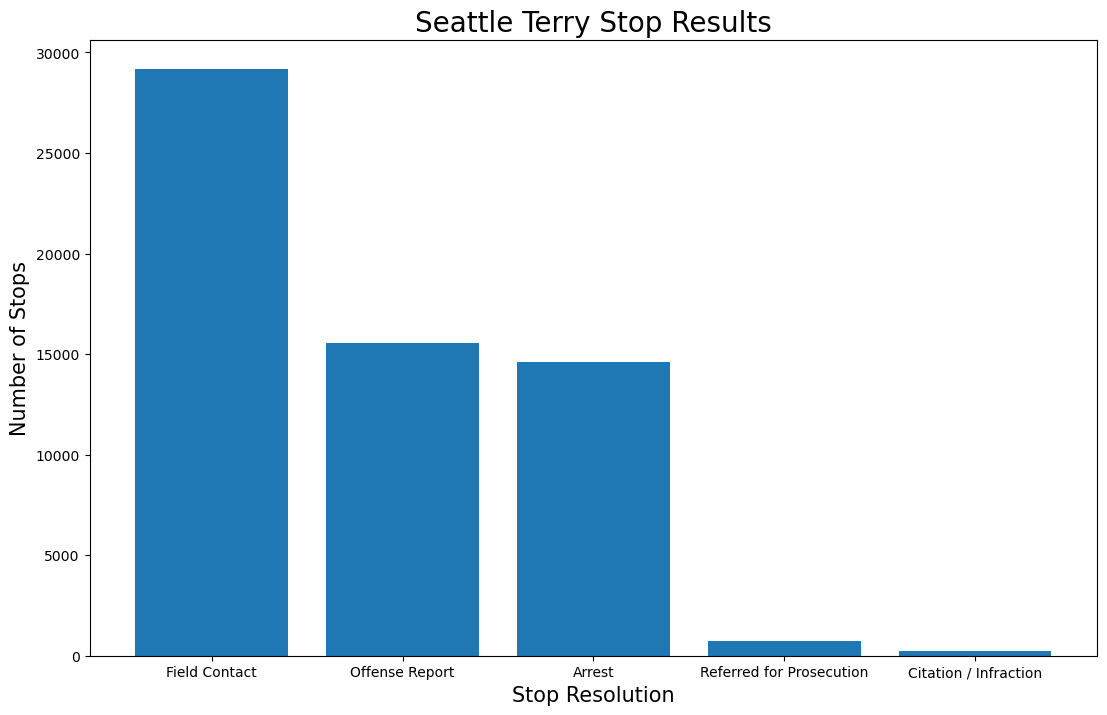 Seattle Terry Stop Results
30000
25000
20000
15000
10000
5000
0
Number of Stops
Field Contact
Offense Report
Arrest
Referred for Prosecution
Citation / Infraction
Stop Resolution